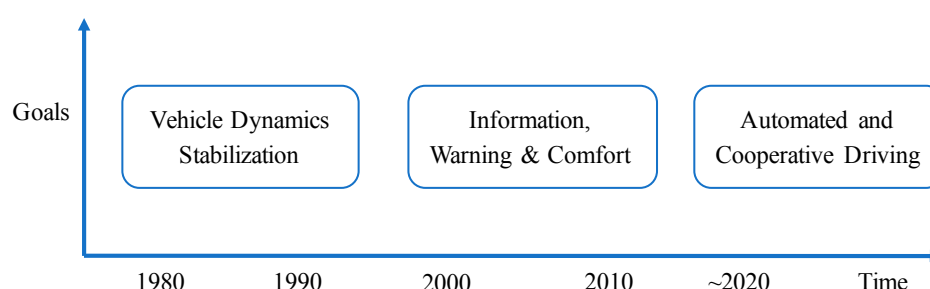 Goals
Vehicle Dynamics
Stabilization
Information,
Warning & Comfort
Automated and
Cooperative Driving
1980 1990 2000 2010 ~2020 Time